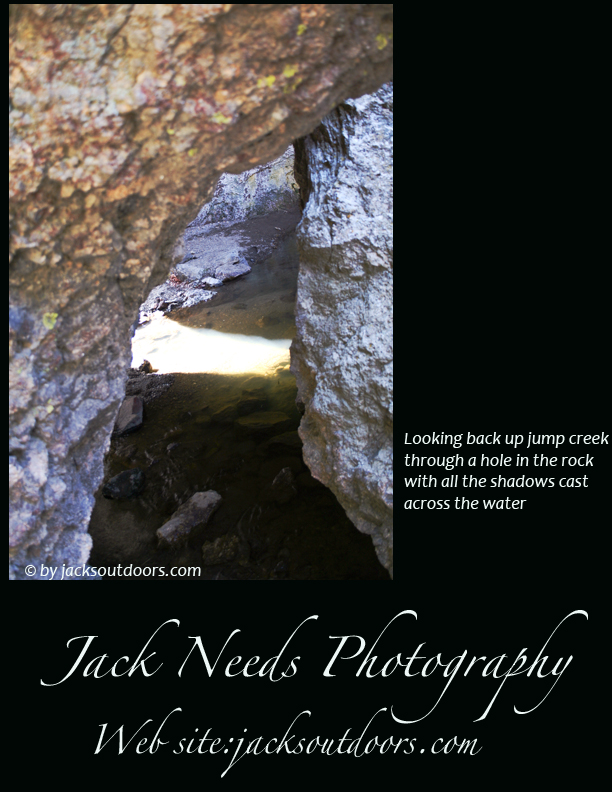 Looking back up jump creek
through a hole in the rock
with all the shadows cast
across the water
© by jacksoutdoors.com
Jack Needs Photography
Web site:jacksoutdoors.com